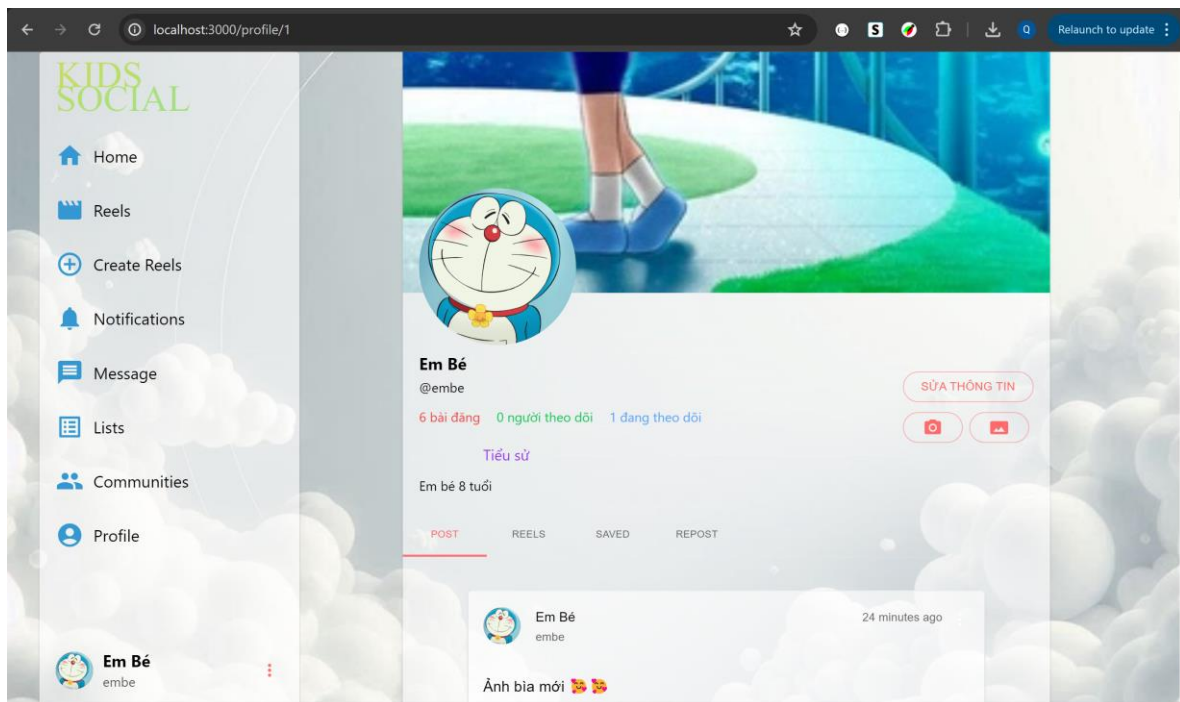 localhost:3000/profile/1
Relaunch to update
KIDS
SOCIAL
Home
Reels
Create Reels
Notifications
Message
Lists
Communities
Profile
Em Bé
embe
Em Bé
@embe
6 bài đăng 0 người theo dõi 1 đang theo dõi
SỬA THÔNG TIN
Tiểu sử
Em bé 8 tuổi
POST REELS SAVED REPOST
Em Bé
embe
24 minutes ago
Ảnh bìa mới 🥰 🥰